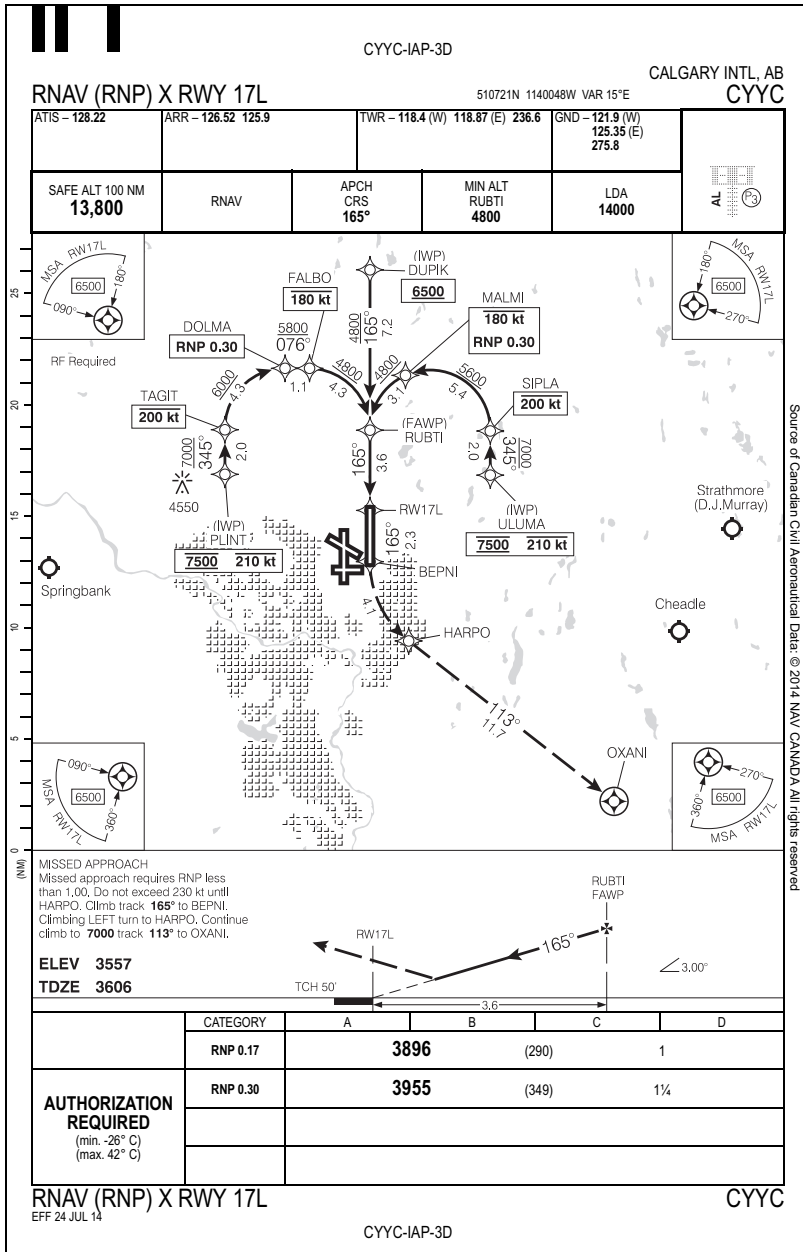 CYYC-IAP-3D
CALGARY INTL, AB
RNAV (RNP) X RWY 17L
510721N 1140048W VAR 15°E
CYYC
ATIS – 128.22
ARR – 126.52 125.9
TWR – 118.4 (W) 118.87 (E) 236.6
GND – 121.9 (W)
125.35 (E)
275.8
SAFE ALT 100 NM
13,800
RNAV
APCH
CRS
165°
MIN ALT
RUBTI
4800
LDA
14000
AL
P3
MSA RW17L
6500
180°
090°
RF Required
(IWP)
DUPIK
6500
FALBO
180 kt
MALMI
180 kt
RNP 0.30
MSA RW17L
6500
180°
270°
DOLMA
RNP 0.30
5800
076°
1.1
4800
4.3
4800
165°
7.2
4800
3.1
5600
5.4
6000
4.3
TAGIT
200 kt
SIPLA
200 kt
(FAWP)
RUBTI
7000
345°
2.0
165°
3.6
7000
345°
2.0
4550
(IWP)
PLINT
7500 210 kt
RW17L
(IWP)
ULUMA
7500 210 kt
Strathmore
(D.J.Murray)
165°
2.3
BEPNI
Springbank
4.1
HARPO
Cheadle
113°
11.7
OXANI
090°
MSA RW17L
6500
360°
270°
MSA RW17L
6500
360°
25
20
15
10
5
0
(NM)
Source of Canadian Civil Aeronautical Data: © 2014 NAV CANADA All rights reserved
MISSED APPROACH
Missed approach requires RNP less
than 1.00. Do not exceed 230 kt until
HARPO. Climb track 165° to BEPNI.
Climbing LEFT turn to HARPO. Continue
climb to 7000 track 113° to OXANI.
ELEV 3557
TDZE 3606
RW17L
TCH 50'
RUBTI
FAWP
165°
3.00°
3.6
CATEGORY A B C D
RNP 0.17 3896 (290) 1
RNP 0.30 3955 (349) 1¼
AUTHORIZATION
REQUIRED
(min. -26° C)
(max. 42° C)
RNAV (RNP) X RWY 17L
CYYC
EFF 24 JUL 14
CYYC-IAP-3D